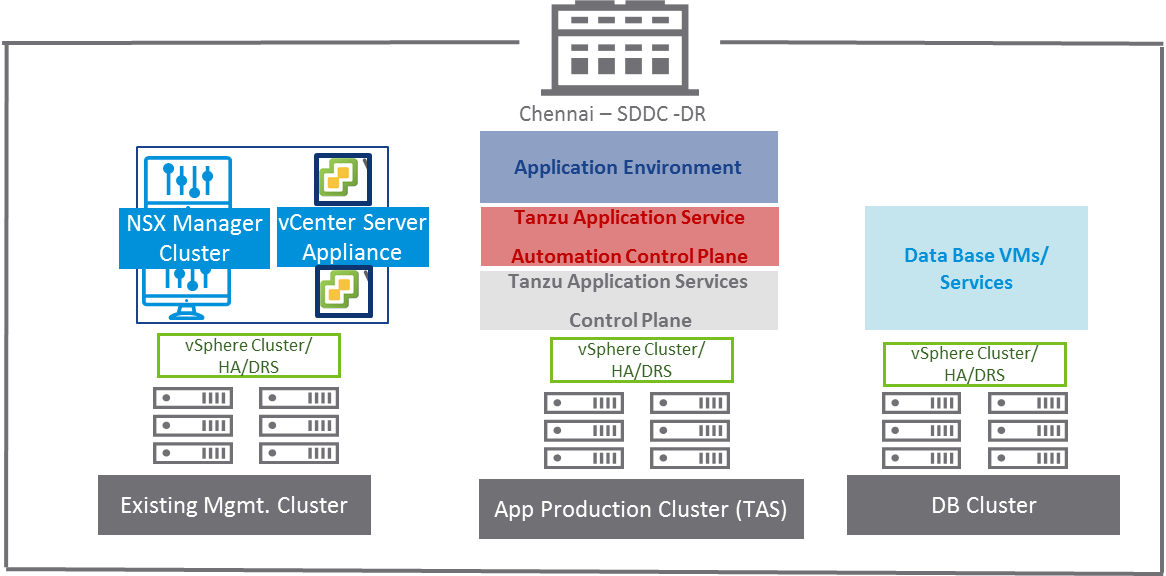 Chennai – SDDC -DR
NSX Manager
Cluster
vCenter Server
Appliance
vSphere Cluster/
HA/DRS
Existing Mgmt. Cluster
Application Environment
Tanzu Application Service
Automation Control Plane
Tanzu Application Services
Control Plane
vSphere Cluster/
HA/DRS
App Production Cluster (TAS)
Data Base VMs/
Services
vSphere Cluster/
HA/DRS
DB Cluster